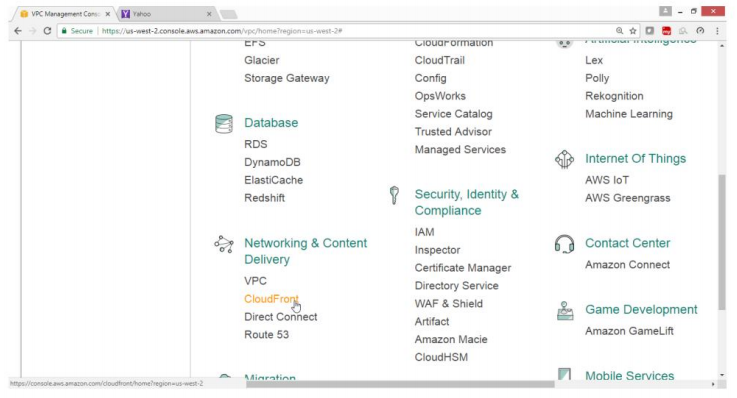 VPC Management Conso
Yahoo
Secure | https://us-west-2.console.aws.amazon.com/vpc/home?region=us-west-2#
EFS
Glacier
Storage Gateway
Database
RDS
DynamoDB
ElastiCache
Redshift
Networking & Content
Delivery
VPC
CloudFront
Direct Connect
Route 53
Migration
CloudFormation
CloudTrail
Config
OpsWorks
Service Catalog
Trusted Advisor
Managed Services
Security, Identity &
Compliance
IAM
Inspector
Certificate Manager
Directory Service
WAF & Shield
Artifact
Amazon Macie
CloudHSM
Artificial Intelligence
Lex
Polly
Rekognition
Machine Learning
Internet Of Things
AWS IoT
AWS Greengrass
Contact Center
Amazon Connect
Game Development
Amazon GameLift
Mobile Services
https://console.aws.amazon.com/cloudfront/home?region=us-west-2